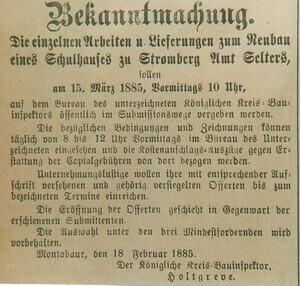 Bekanntmachung.
Die einzelnen Arbeiten u. Lieferungen zum Neubau
eines Schulhauses zu Stromberg Amt Selters,
sollen
am 15. März 1885, Vormittags 10 Uhr,
auf dem Bureau des unterzeichneten Königlichen Kreis-Bau-
inspektors öffentlich im Submissionswege vergeben werden.
Die bezüglichen Bedingungen und Zeichnungen können
täglich von 8 bis 12 Uhr Vormittags im Bureau des Unter-
zeichneten eingesehen und die Kostenanschlags-Auszüge gegen Er-
stattung der Copialgebühren von dort bezogen werden.
Unternehmungslustige wollen ihre mit entsprechender Auf-
schrift versehenen und gehörig versiegelten Offerten bis zum
bezeichneten Termine einreichen.
Die Eröffnung der Offerten geschieht in Gegenwart der
erschienenen Submittenten.
Die Auswahl unter den drei Mindestfordernden wird
vorbehalten.
Montabaur, den 18 Februar 1885.
Der Königliche Kreis-Bauinspektor,
Holtgreve.